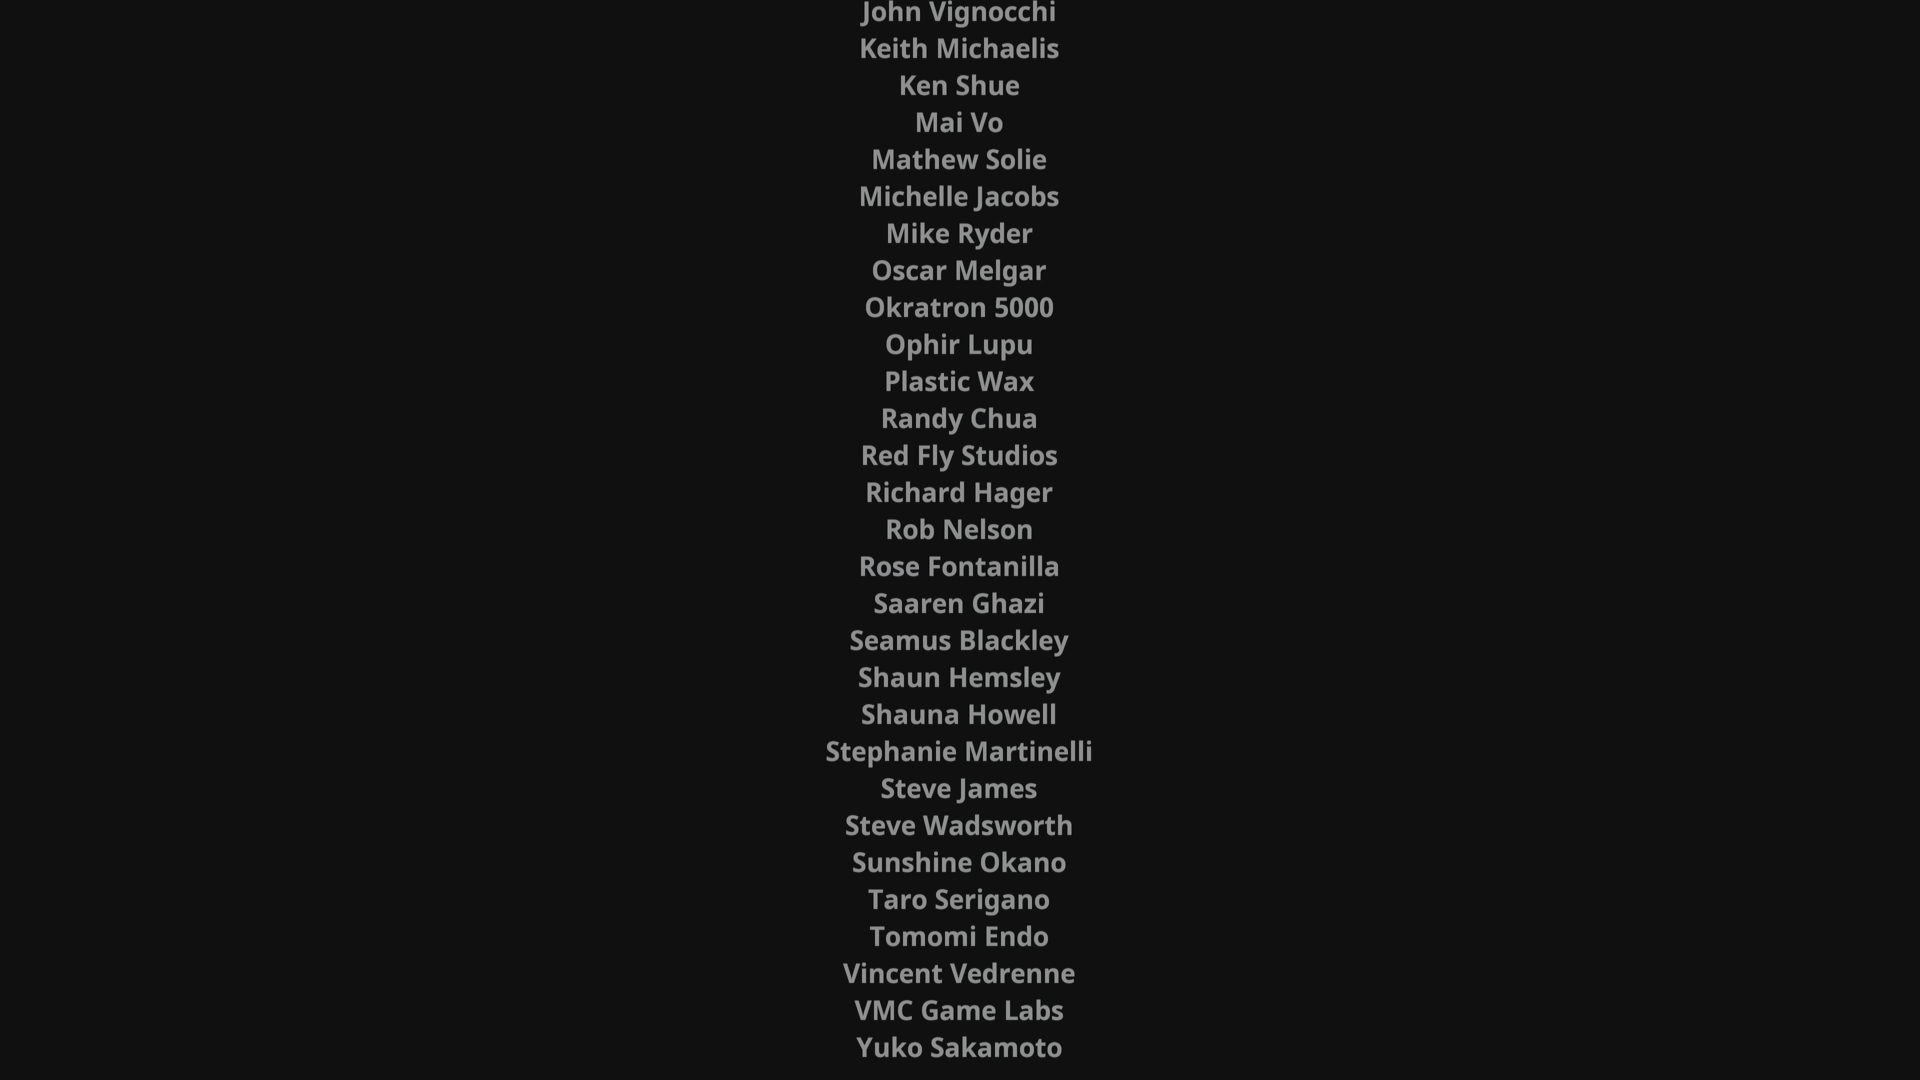 John Vignocchi
Keith Michaelis
Ken Shue
Mai Vo
Mathew Solie
Michelle Jacobs
Mike Ryder
Oscar Melgar
Okratron 5000
Ophir Lupu
Plastic Wax
Randy Chua
Red Fly Studios
Richard Hager
Rob Nelson
Rose Fontanilla
Saaren Ghazi
Seamus Blackley
Shaun Hemsley
Shauna Howell
Stephanie Martinelli
Steve James
Steve Wadsworth
Sunshine Okano
Taro Serigano
Tomomi Endo
Vincent Vedrenne
VMC Game Labs
Yuko Sakamoto